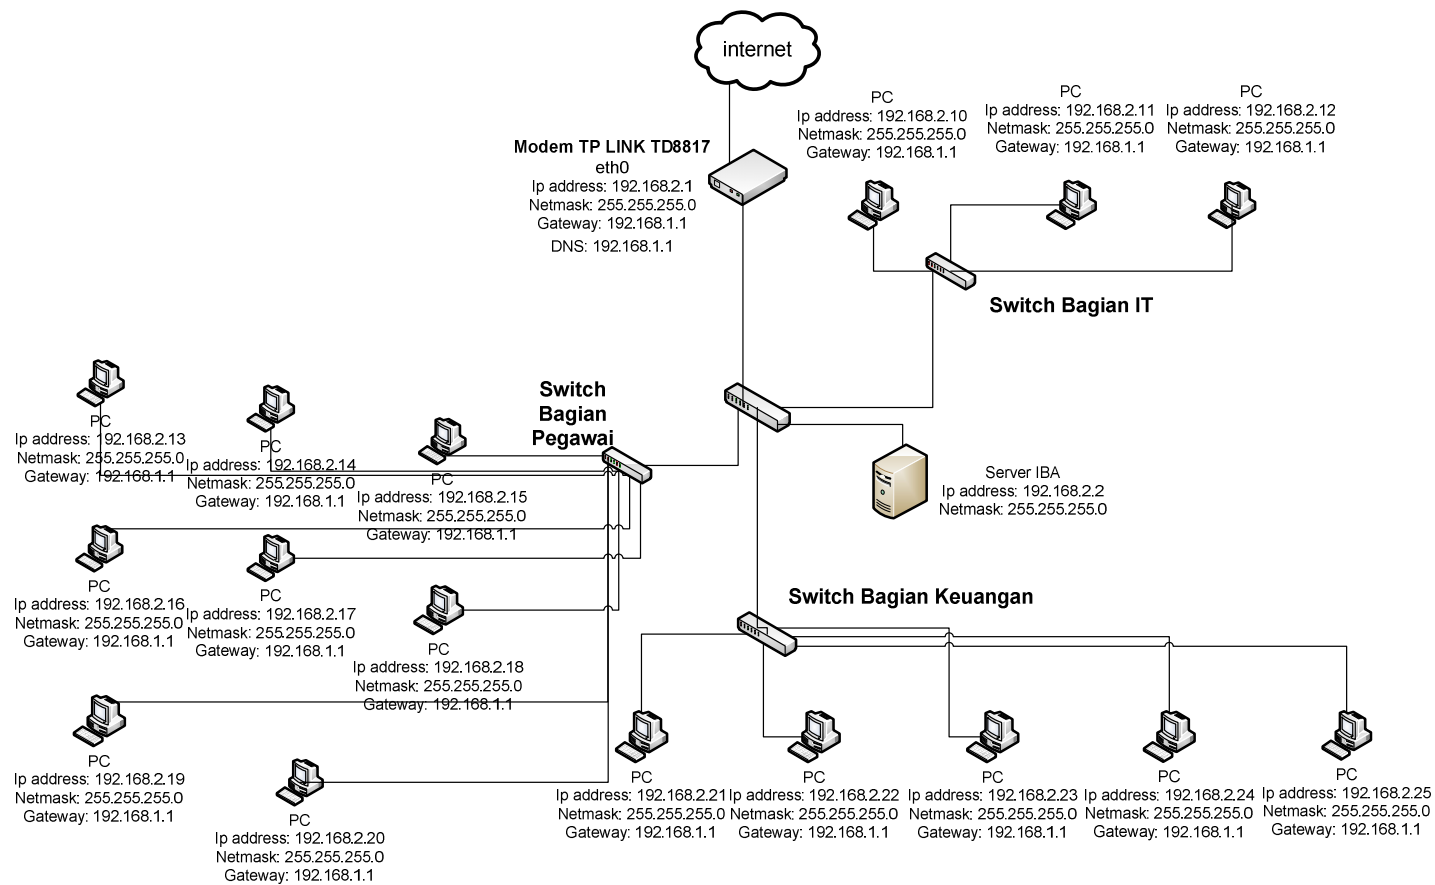 internet
Modem TP LINK TD8817
eth0
Ip address: 192.168.2.1
Netmask: 255.255.255.0
Gateway: 192.168.1.1
DNS: 192.168.1.1
PC
Ip address: 192.168.2.10
Netmask: 255.255.255.0
Gateway: 192.168.1.1
PC
Ip address: 192.168.2.11
Netmask: 255.255.255.0
Gateway: 192.168.1.1
PC
Ip address: 192.168.2.12
Netmask: 255.255.255.0
Gateway: 192.168.1.1
Switch Bagian IT
Switch
Bagian
Pegawai
PC
Ip address: 192.168.2.13
Netmask: 255.255.255.0
Gateway: 192.168.1.1
PC
Ip address: 192.168.2.14
Netmask: 255.255.255.0
Gateway: 192.168.1.1
PC
Ip address: 192.168.2.15
Netmask: 255.255.255.0
Gateway: 192.168.1.1
Server IBA
Ip address: 192.168.2.2
Netmask: 255.255.255.0
PC
Ip address: 192.168.2.16
Netmask: 255.255.255.0
Gateway: 192.168.1.1
PC
Ip address: 192.168.2.17
Netmask: 255.255.255.0
Gateway: 192.168.1.1
PC
Ip address: 192.168.2.18
Netmask: 255.255.255.0
Gateway: 192.168.1.1
Switch Bagian Keuangan
PC
Ip address: 192.168.2.19
Netmask: 255.255.255.0
Gateway: 192.168.1.1
PC
Ip address: 192.168.2.20
Netmask: 255.255.255.0
Gateway: 192.168.1.1
PC
Ip address: 192.168.2.21
Netmask: 255.255.255.0
Gateway: 192.168.1.1
PC
Ip address: 192.168.2.22
Netmask: 255.255.255.0
Gateway: 192.168.1.1
PC
Ip address: 192.168.2.23
Netmask: 255.255.255.0
Gateway: 192.168.1.1
PC
Ip address: 192.168.2.24
Netmask: 255.255.255.0
Gateway: 192.168.1.1
PC
Ip address: 192.168.2.25
Netmask: 255.255.255.0
Gateway: 192.168.1.1